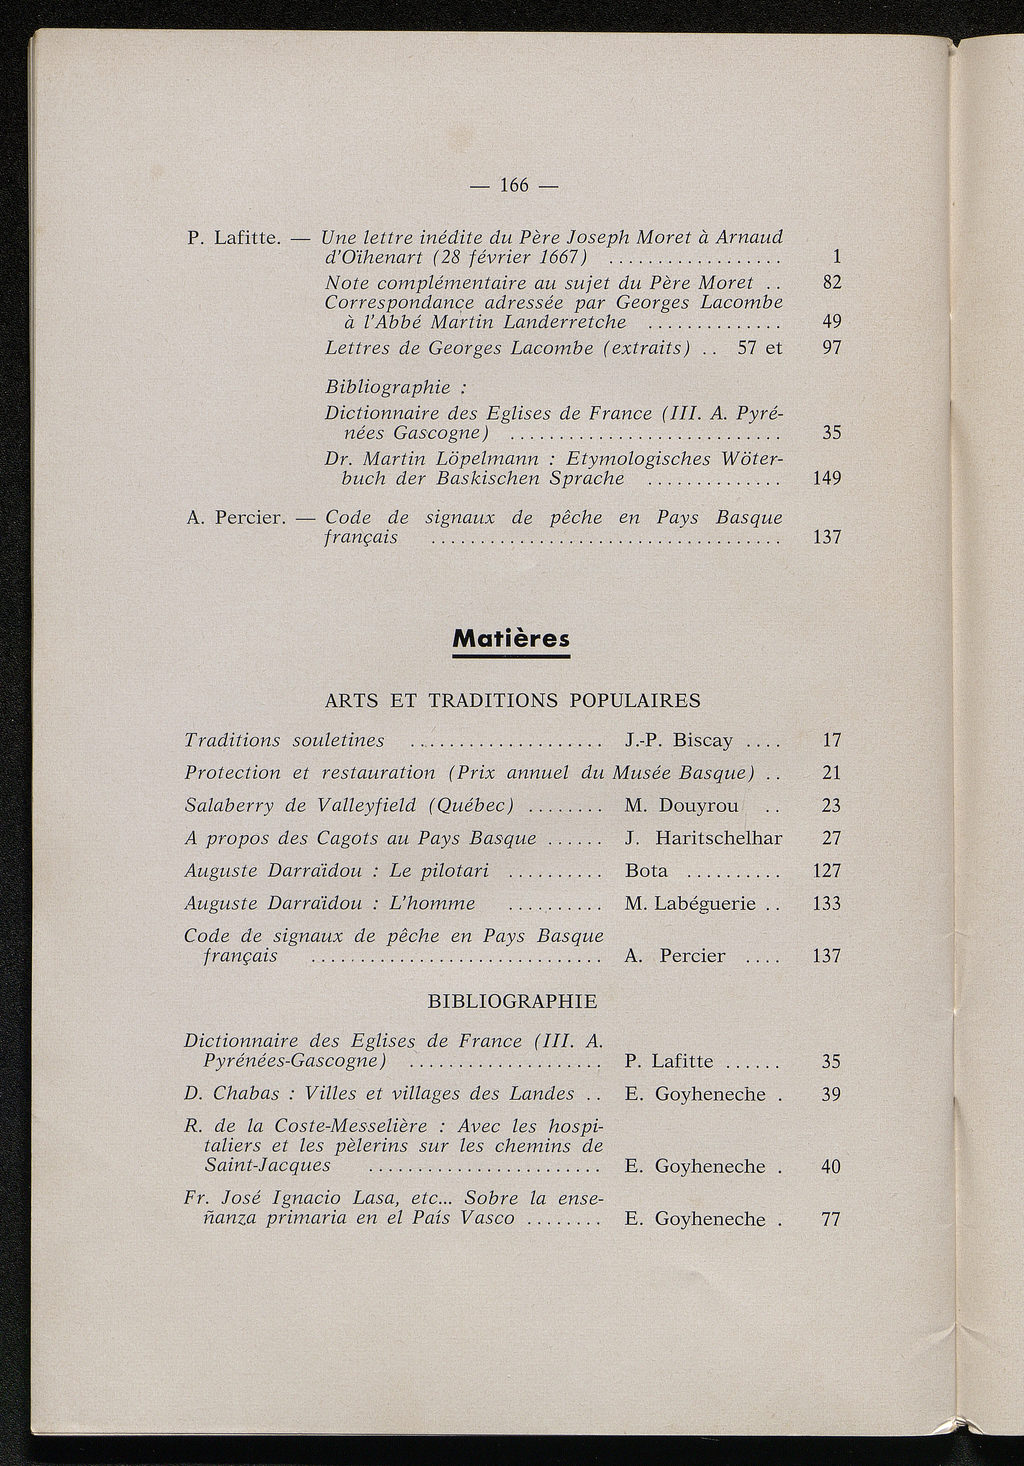 — 166 —
P. Lafitte. — Une lettre inédite du Père Joseph Moret à Arnaud
d'Oïhenart (28 février 1667) .................. 1
Note complémentaire au sujet du Père Moret .. 82
Correspondance adressée par Georges Lacombe
à l'Abbé Martin Landerretche .............. 49
Lettres de Georges Lacombe (extraits) .. 57 et 97
Bibliographie :
Dictionnaire des Eglises de France (III. A. Pyré-
nées Gascogne) ............................ 35
Dr. Martin Löpelmann : Etymologisches Wöter-
buch der Baskischen Sprache .............. 149
A. Percier. — Code de signaux de pêche en Pays Basque
français .................................... 137
Matières
ARTS ET TRADITIONS POPULAIRES
Traditions souletines .................... J.-P. Biscay .... 17
Protection et restauration (Prix annuel du Musée Basque) .. 21
Salaberry de Valleyfield (Québec) ........ M. Douyrou .. 23
A propos des Cagots au Pays Basque ...... J. Haritschelhar 27
Auguste Darraïdou : Le pilotari .......... Bota .......... 127
Auguste Darraïdou : L'homme .......... M. Labéguerie .. 133
Code de signaux de pêche en Pays Basque
français .............................. A. Percier .... 137
BIBLIOGRAPHIE
Dictionnaire des Eglises de France (III. A.
Pyrénées-Gascogne) .................... P. Lafitte ...... 35
D. Chabas : Villes et villages des Landes .. E. Goyheneche . 39
R. de la Coste-Messelière : Avec les hospi-
taliers et les pèlerins sur les chemins de
Saint-Jacques ........................ E. Goyheneche . 40
Fr. José Ignacio Lasa, etc... Sobre la ense-
ñanza primaria en el País Vasco ........ E. Goyheneche . 77